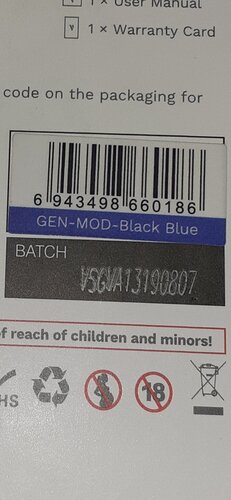 1 × User Manual
1 × Warranty Card
code on the packaging for
6 943498 660186
GEN-MOD-Black Blue
BATCH
VSGVA13190807
of reach of children and minors!
HS
18